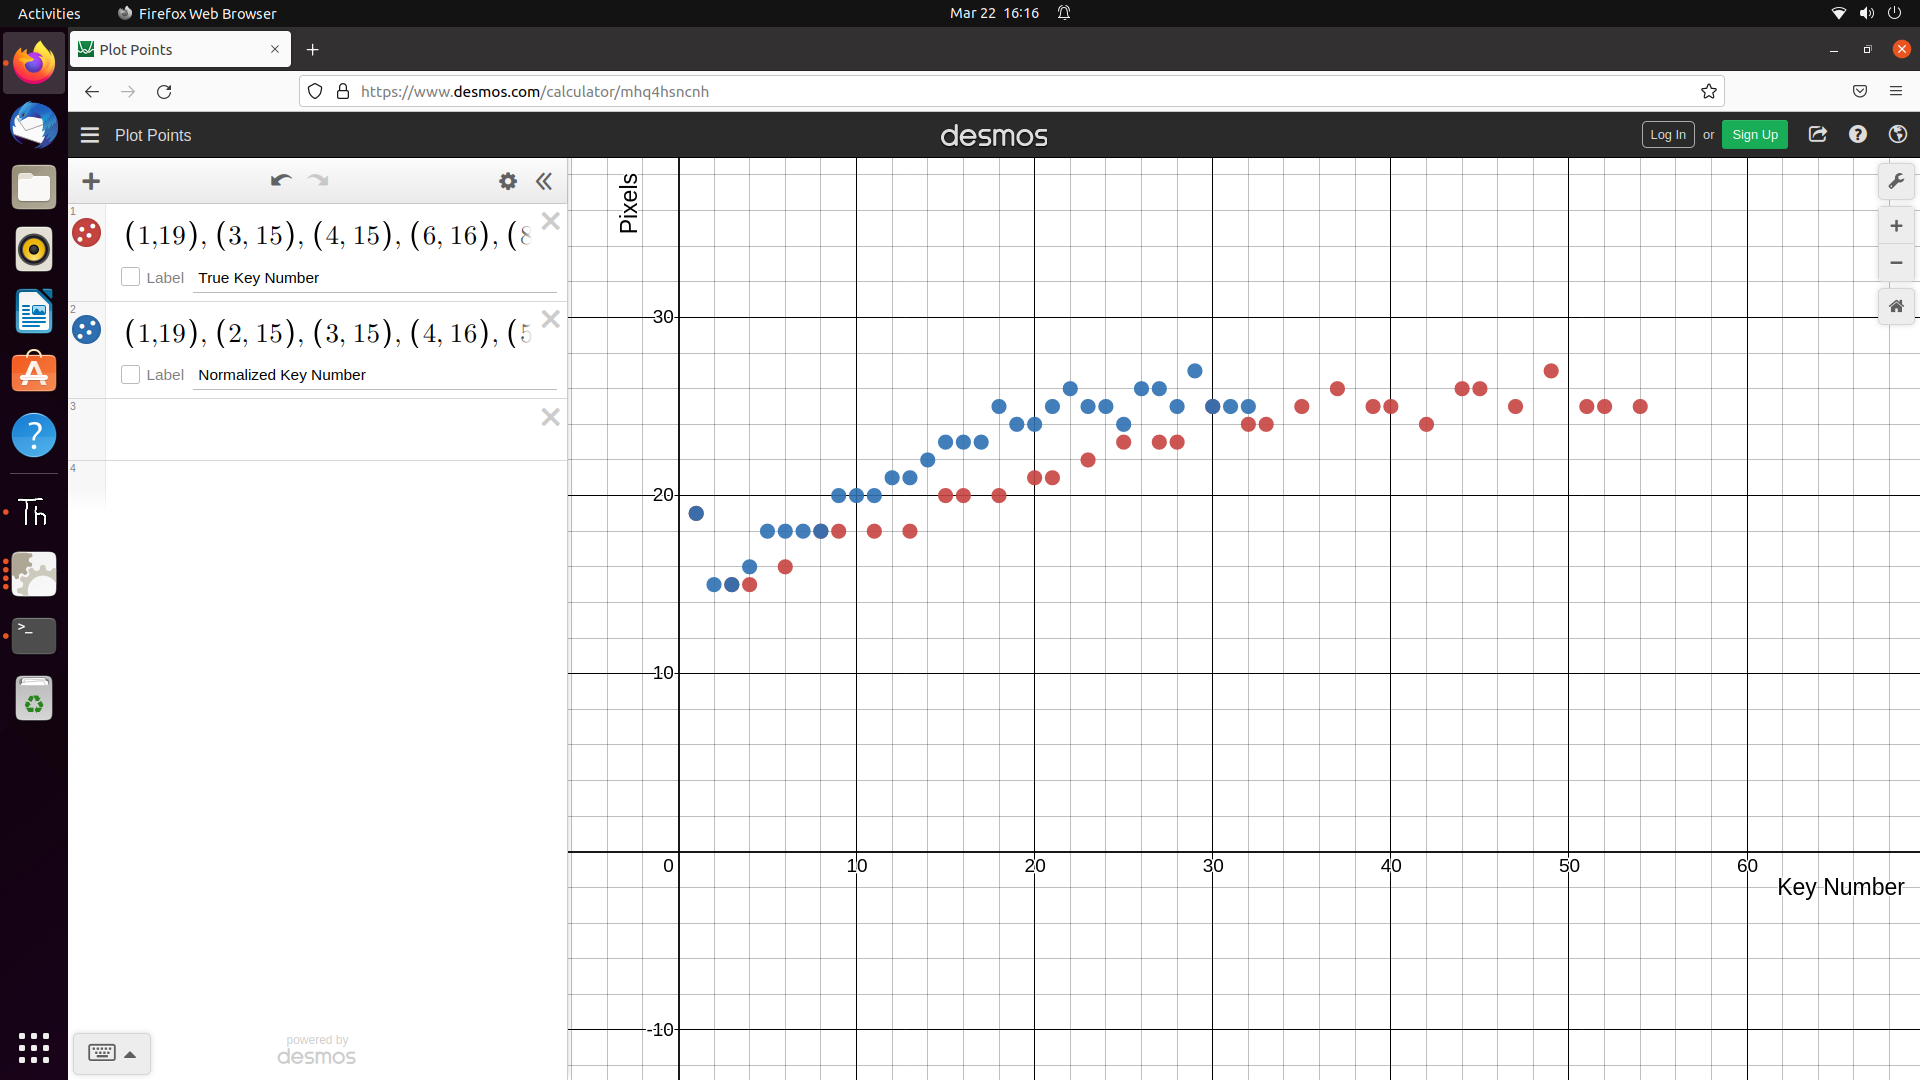 Activities
Firefox Web Browser
Mar 22 16:16
Plot Points
https://www.desmos.com/calculator/mhq4hsncnh
Plot Points
desmos
Log In
or
Sign Up
1
(1,19), (3, 15), (4, 15), (6, 16), (8
Label
True Key Number
2
(1,19), (2, 15), (3, 15), (4, 16), (5
Label
Normalized Key Number
3
4
Th
>_
powered by
desmos
Pixels
30
20
10
0
10
20
30
40
50
60
Key Number
-10